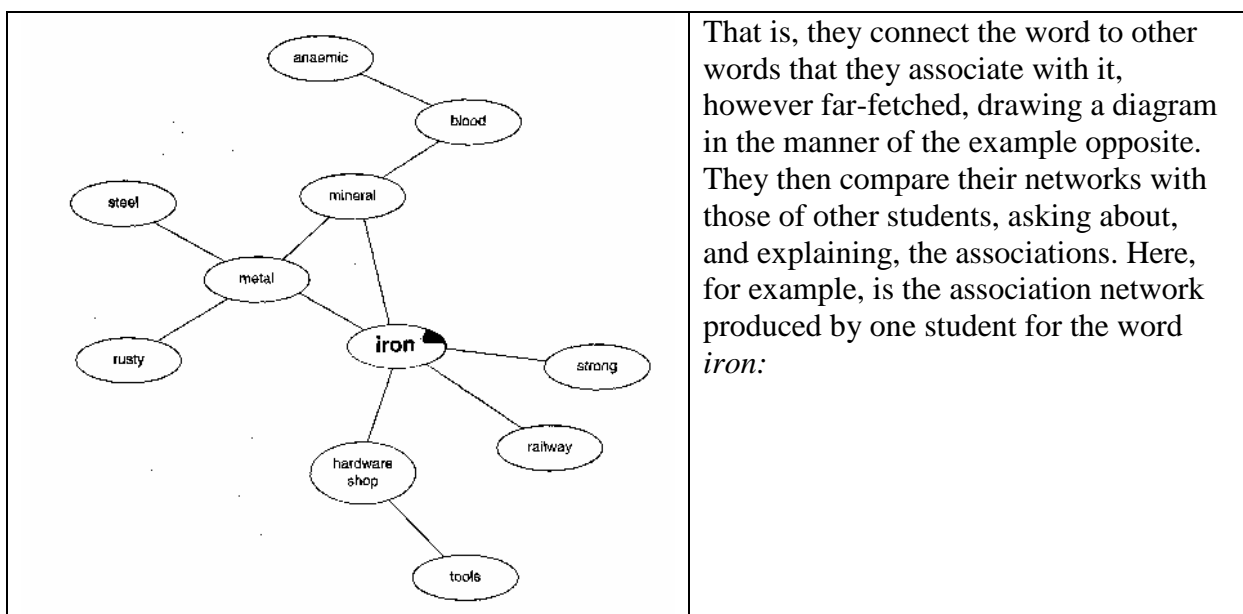 anaemic
blood
mineral
steel
metal
rusty
iron
strong
railway
hardware
shop
tools
That is, they connect the word to other
words that they associate with it,
however far-fetched, drawing a diagram
in the manner of the example opposite.
They then compare their networks with
those of other students, asking about,
and explaining, the associations. Here,
for example, is the association network
produced by one student for the word
iron: